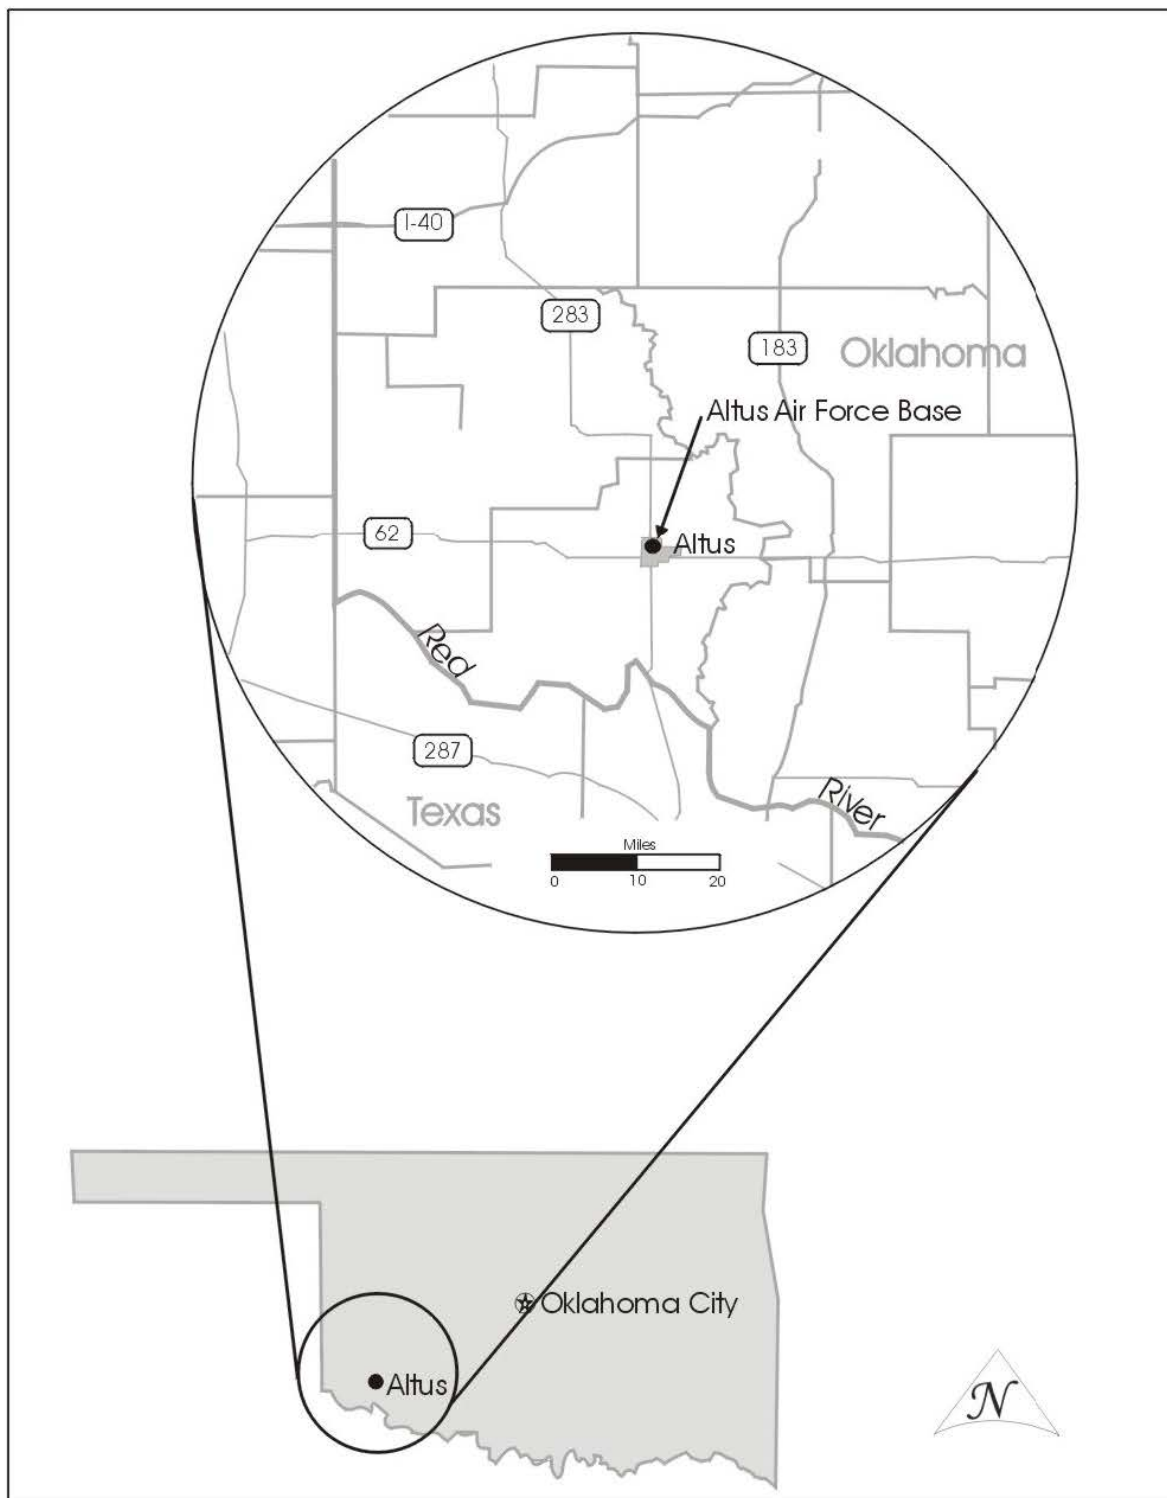 I-40
283
183
Oklahoma
Altus Air Force Base
62
Altus
Red
287
River
Texas
Miles
0 10 20
Oklahoma City
Altus
N